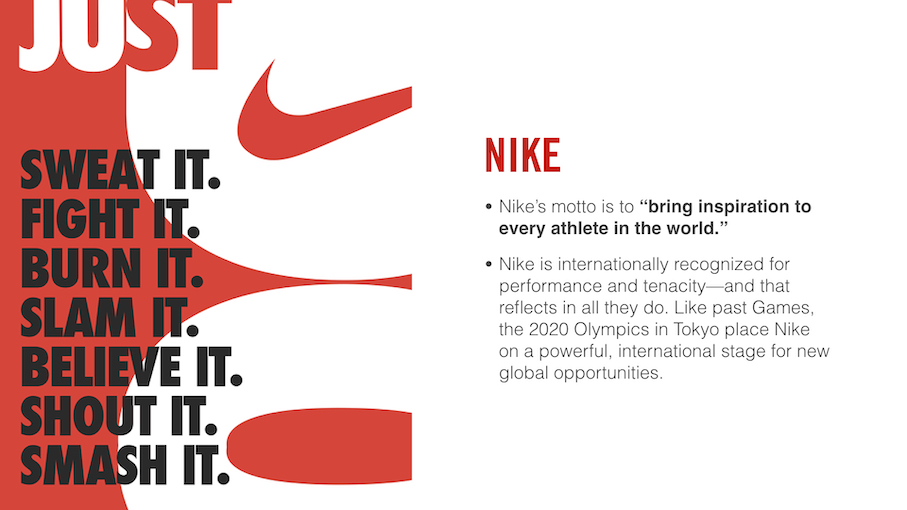 JUST
SWEAT IT.
FIGHT IT.
BURN IT.
SLAM IT.
BELIEVE IT.
SHOUT IT.
SMASH IT.
NIKE
• Nike’s motto is to “bring inspiration to
every athlete in the world.”
• Nike is internationally recognized for
performance and tenacity—and that
reflects in all they do. Like past Games,
the 2020 Olympics in Tokyo place Nike
on a powerful, international stage for new
global opportunities.